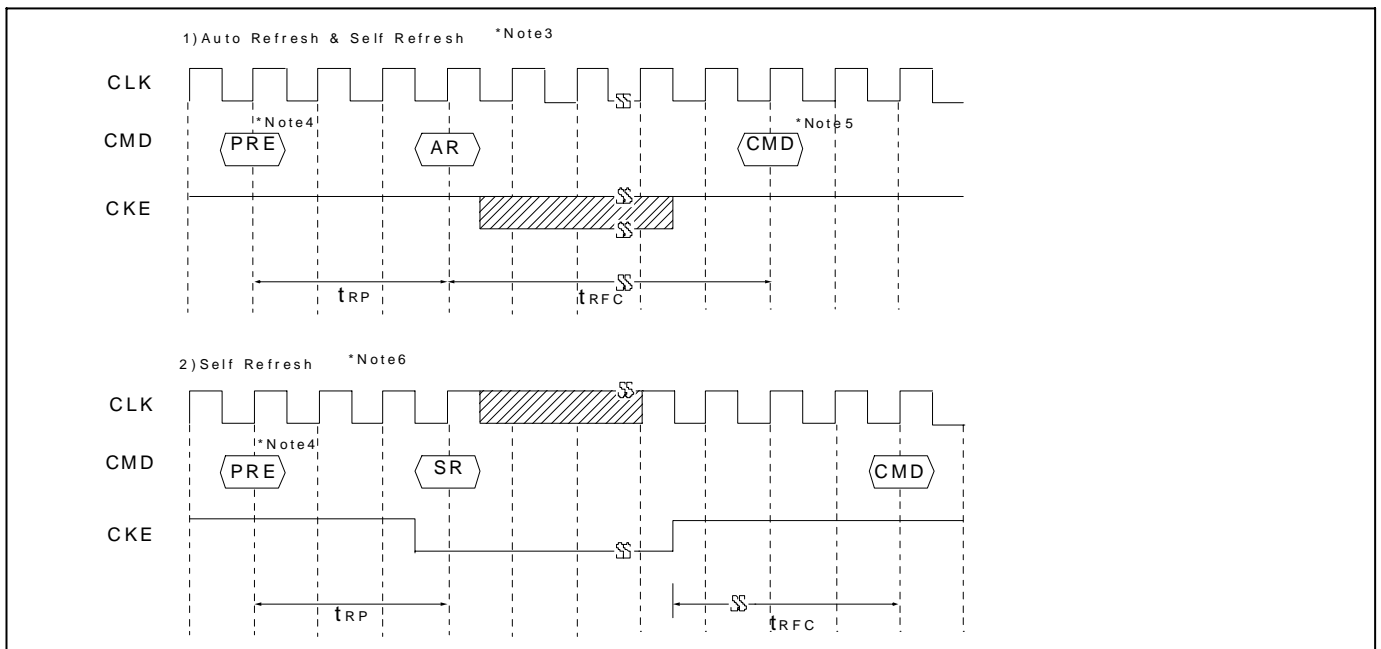 1)Auto Refresh & Self Refresh *Note3
CLK
*Note4 *Note5
CMD PRE AR CMD
CKE
tRP tRFC
2)Self Refresh *Note6
CLK
*Note4
CMD PRE SR CMD
CKE
tRP tRFC